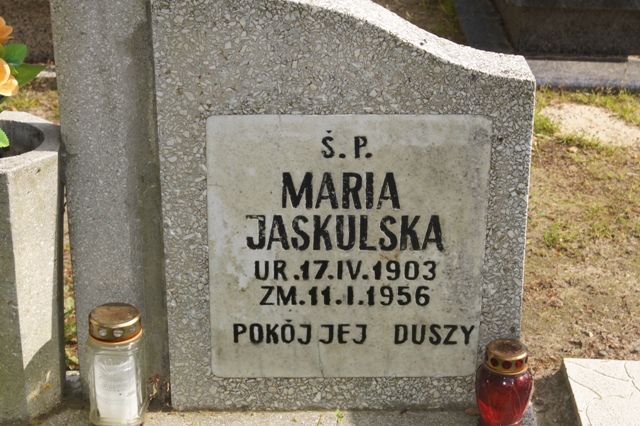 Ś.P.
MARIA
JASKULSKA
UR.17.IV.1903
ZM.11.I.1956
POKÓJ JEJ DUSZY